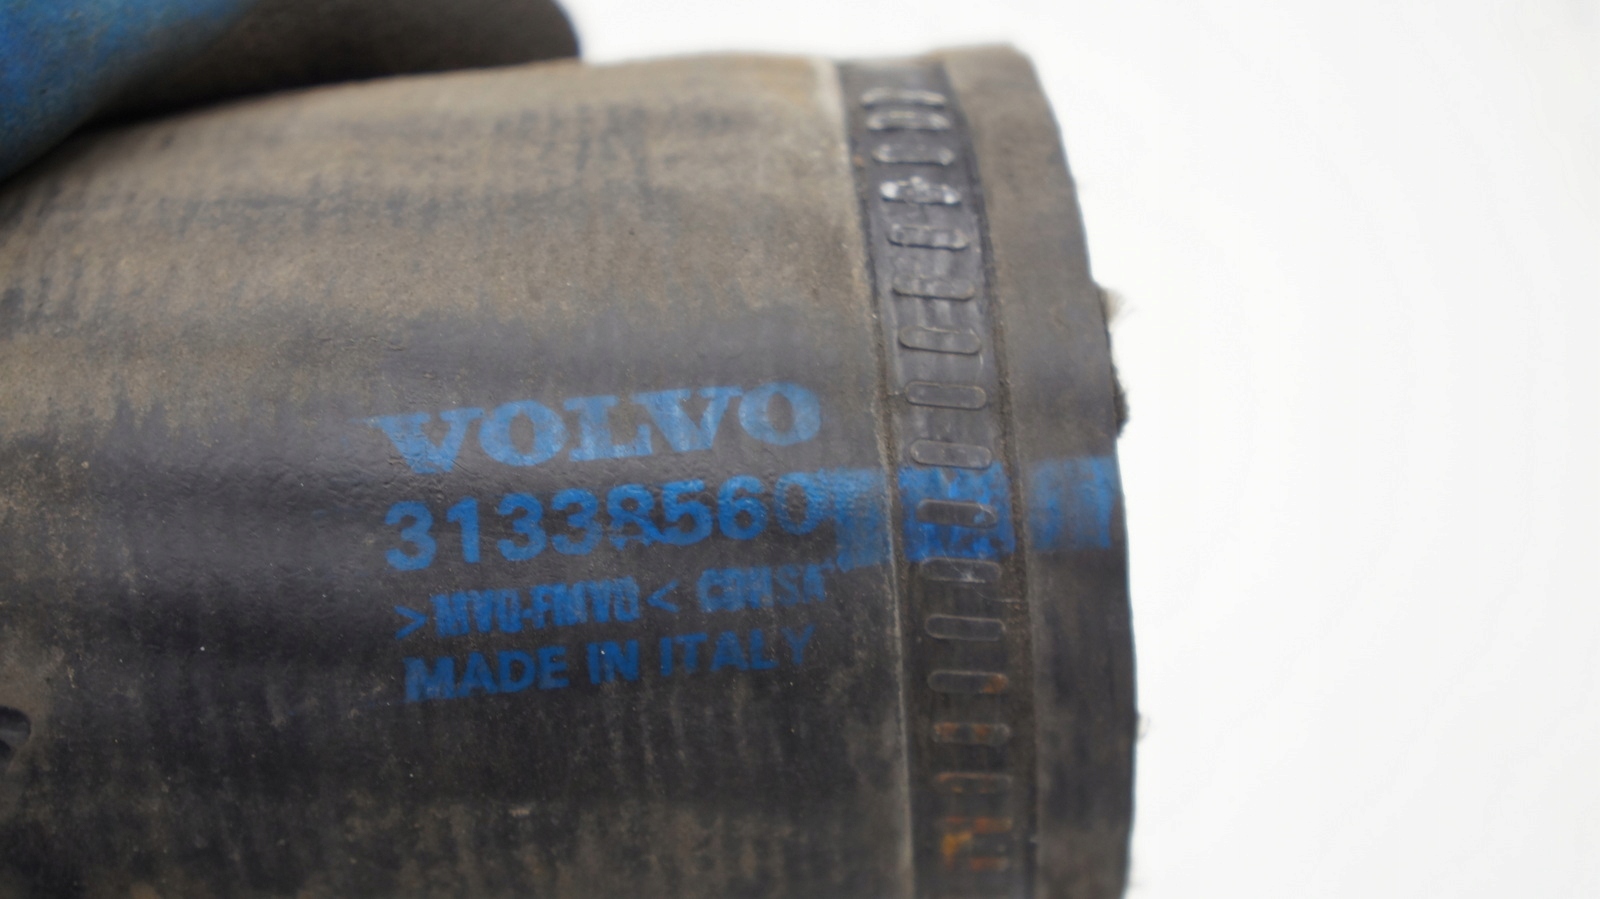 VOLVO
31338560
>MVQ-FMVQ<
MADE IN ITALY